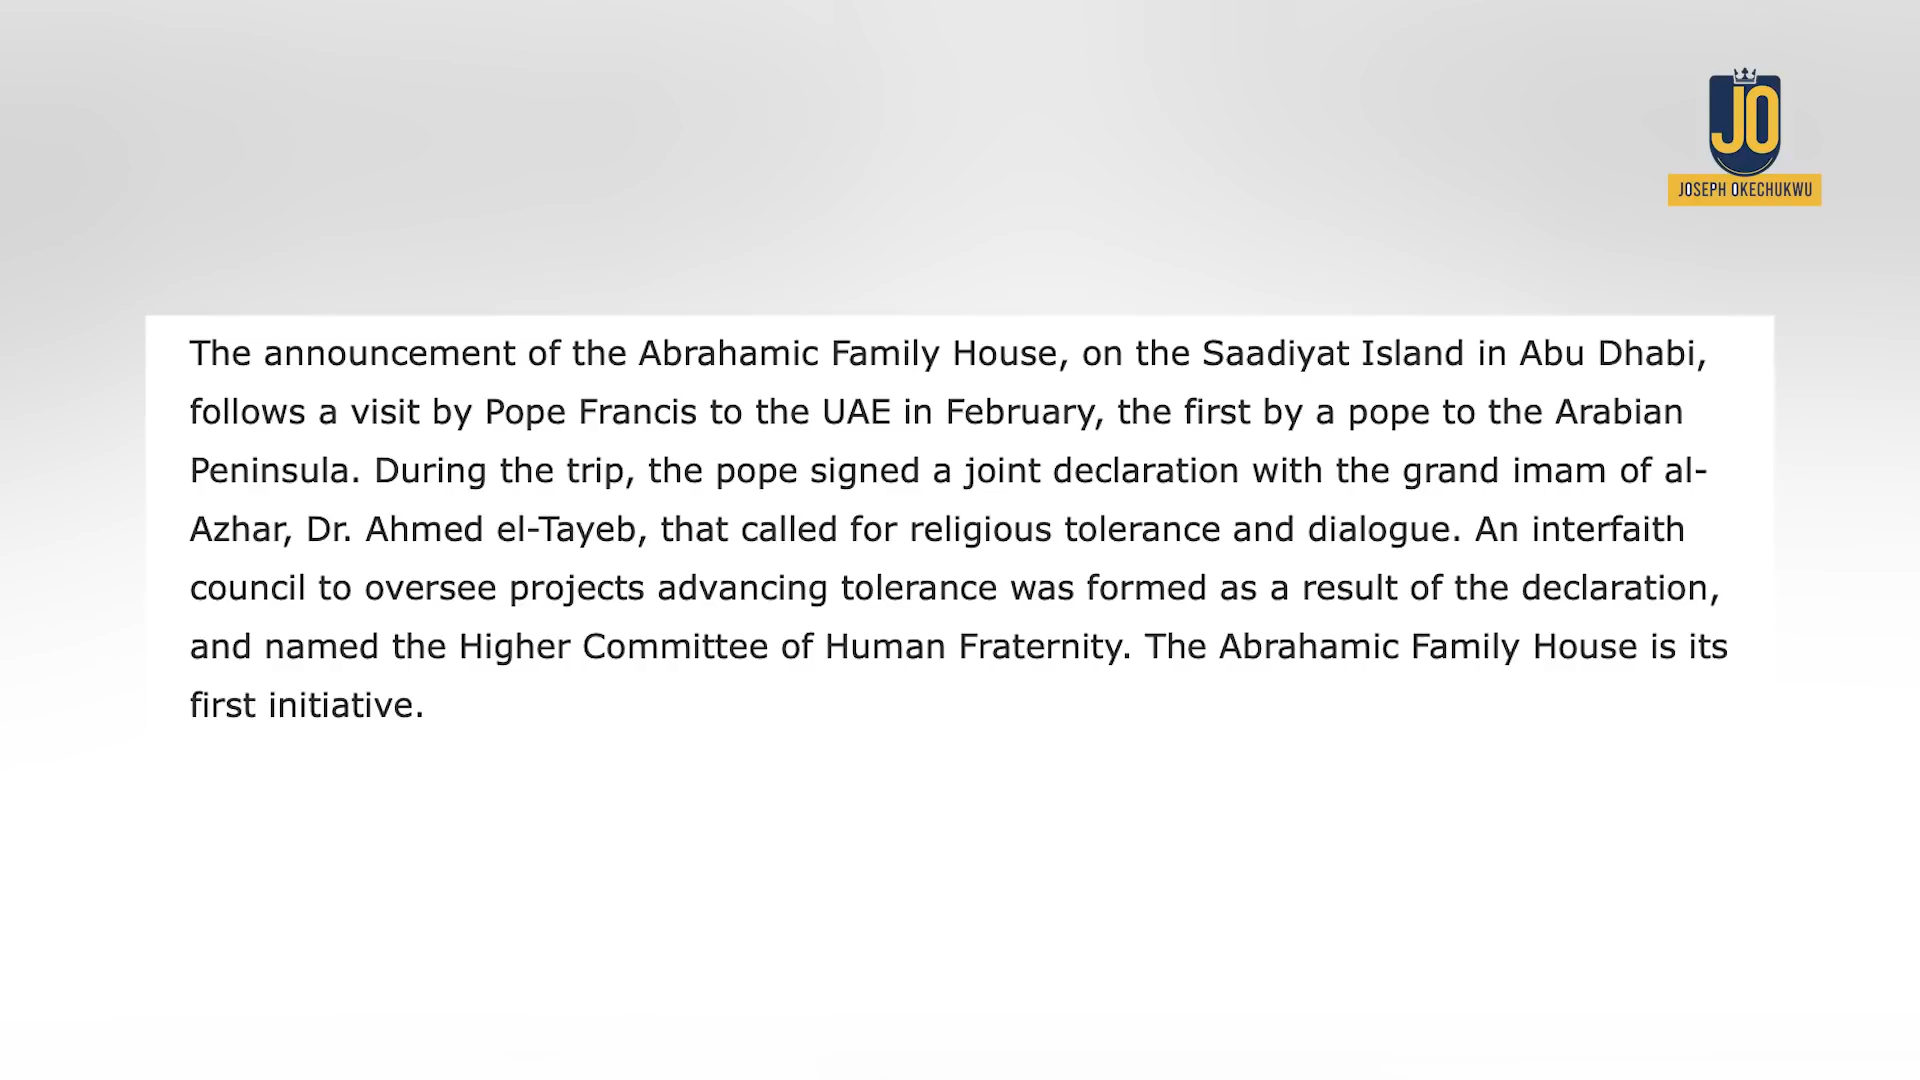 JO
JOSEPH OKECHUKWU
The announcement of the Abrahamic Family House, on the Saadiyat Island in Abu Dhabi,
follows a visit by Pope Francis to the UAE in February, the first by a pope to the Arabian
Peninsula. During the trip, the pope signed a joint declaration with the grand imam of al-
Azhar, Dr. Ahmed el-Tayeb, that called for religious tolerance and dialogue. An interfaith
council to oversee projects advancing tolerance was formed as a result of the declaration,
and named the Higher Committee of Human Fraternity. The Abrahamic Family House is its
first initiative.